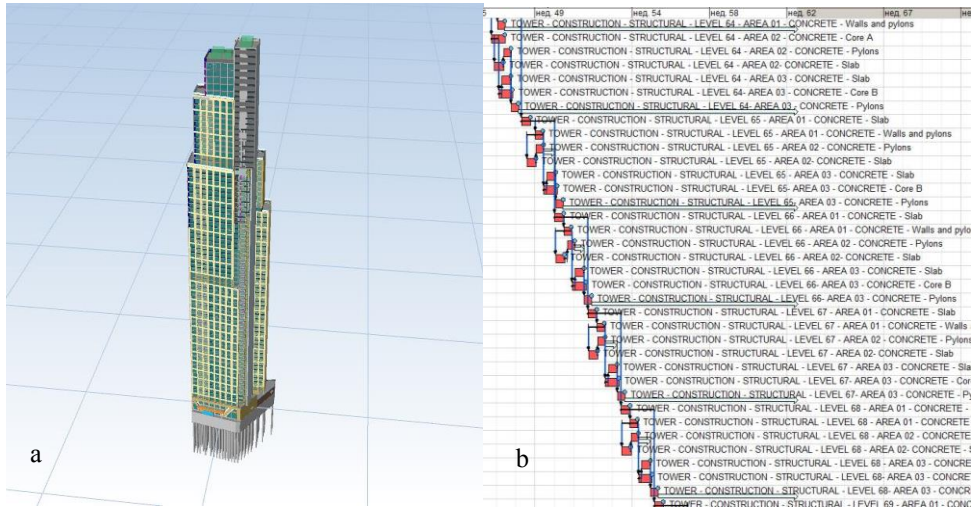 5 нед. 49 нед. 54 нед. 58 нед. 62 нед. 67 не
TOWER - CONSTRUCTION - STRUCTURAL - LEVEL 64 - AREA 01 - CONCRETE - Walls and pylons
TOWER - CONSTRUCTION - STRUCTURAL - LEVEL 64 - AREA 02 - CONCRETE - Core A
TOWER - CONSTRUCTION - STRUCTURAL - LEVEL 64 - AREA 02 - CONCRETE - Pylons
TOWER - CONSTRUCTION - STRUCTURAL - LEVEL 64 - AREA 02- CONCRETE - Slab
TOWER - CONSTRUCTION - STRUCTURAL - LEVEL 64 - AREA 03 - CONCRETE - Slab
TOWER - CONSTRUCTION - STRUCTURAL - LEVEL 64- AREA 03 - CONCRETE - Core B
TOWER - CONSTRUCTION - STRUCTURAL - LEVEL 64- AREA 03 - CONCRETE - Pylons
TOWER - CONSTRUCTION - STRUCTURAL - LEVEL 65 - AREA 01 - CONCRETE - Slab
TOWER - CONSTRUCTION - STRUCTURAL - LEVEL 65 - AREA 01 - CONCRETE - Walls and pylons
TOWER - CONSTRUCTION - STRUCTURAL - LEVEL 65 - AREA 02 - CONCRETE - Pylons
TOWER - CONSTRUCTION - STRUCTURAL - LEVEL 65 - AREA 02- CONCRETE - Slab
TOWER - CONSTRUCTION - STRUCTURAL - LEVEL 65 - AREA 03 - CONCRETE - Slab
TOWER - CONSTRUCTION - STRUCTURAL - LEVEL 65- AREA 03 - CONCRETE - Core B
TOWER - CONSTRUCTION - STRUCTURAL - LEVEL 65- AREA 03 - CONCRETE - Pylons
TOWER - CONSTRUCTION - STRUCTURAL - LEVEL 66 - AREA 01 - CONCRETE - Slab
TOWER - CONSTRUCTION - STRUCTURAL - LEVEL 66 - AREA 01 - CONCRETE - Walls and pylo
TOWER - CONSTRUCTION - STRUCTURAL - LEVEL 66 - AREA 02 - CONCRETE - Pylons
TOWER - CONSTRUCTION - STRUCTURAL - LEVEL 66 - AREA 02- CONCRETE - Slab
TOWER - CONSTRUCTION - STRUCTURAL - LEVEL 66 - AREA 03 - CONCRETE - Slab
TOWER - CONSTRUCTION - STRUCTURAL - LEVEL 66- AREA 03 - CONCRETE - Core B
TOWER - CONSTRUCTION - STRUCTURAL - LEVEL 66- AREA 03 - CONCRETE - Pylons
TOWER - CONSTRUCTION - STRUCTURAL - LEVEL 67 - AREA 01 - CONCRETE - Slab
TOWER - CONSTRUCTION - STRUCTURAL - LEVEL 67 - AREA 01 - CONCRETE - Walls
TOWER - CONSTRUCTION - STRUCTURAL - LEVEL 67 - AREA 02 - CONCRETE - Pylons
TOWER - CONSTRUCTION - STRUCTURAL - LEVEL 67 - AREA 02- CONCRETE - Slab
TOWER - CONSTRUCTION - STRUCTURAL - LEVEL 67 - AREA 03 - CONCRETE - Slab
TOWER - CONSTRUCTION - STRUCTURAL - LEVEL 67- AREA 03 - CONCRETE - Cor
TOWER - CONSTRUCTION - STRUCTURAL - LEVEL 67- AREA 03 - CONCRETE - Py
TOWER - CONSTRUCTION - STRUCTURAL - LEVEL 68 - AREA 01 - CONCRETE -
TOWER - CONSTRUCTION - STRUCTURAL - LEVEL 68 - AREA 01 - CONCRETE
TOWER - CONSTRUCTION - STRUCTURAL - LEVEL 68 - AREA 02 - CONCRETE
TOWER - CONSTRUCTION - STRUCTURAL - LEVEL 68 - AREA 02- CONCRETE - S
TOWER - CONSTRUCTION - STRUCTURAL - LEVEL 68 - AREA 03 - CONCRET
TOWER - CONSTRUCTION - STRUCTURAL - LEVEL 68- AREA 03 - CONCRET
TOWER - CONSTRUCTION - STRUCTURAL - LEVEL 68- AREA 03 - CONCR
TOWER - CONSTRUCTION - STRUCTURAL - LEVEL 69 - AREA 01 - CONC
a
b